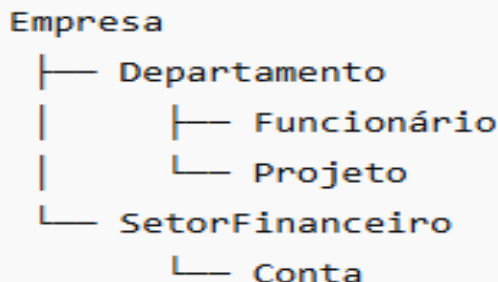 Empresa
├── Departamento
│     ├── Funcionário
│     └── Projeto
└── SetorFinanceiro
      └── Conta